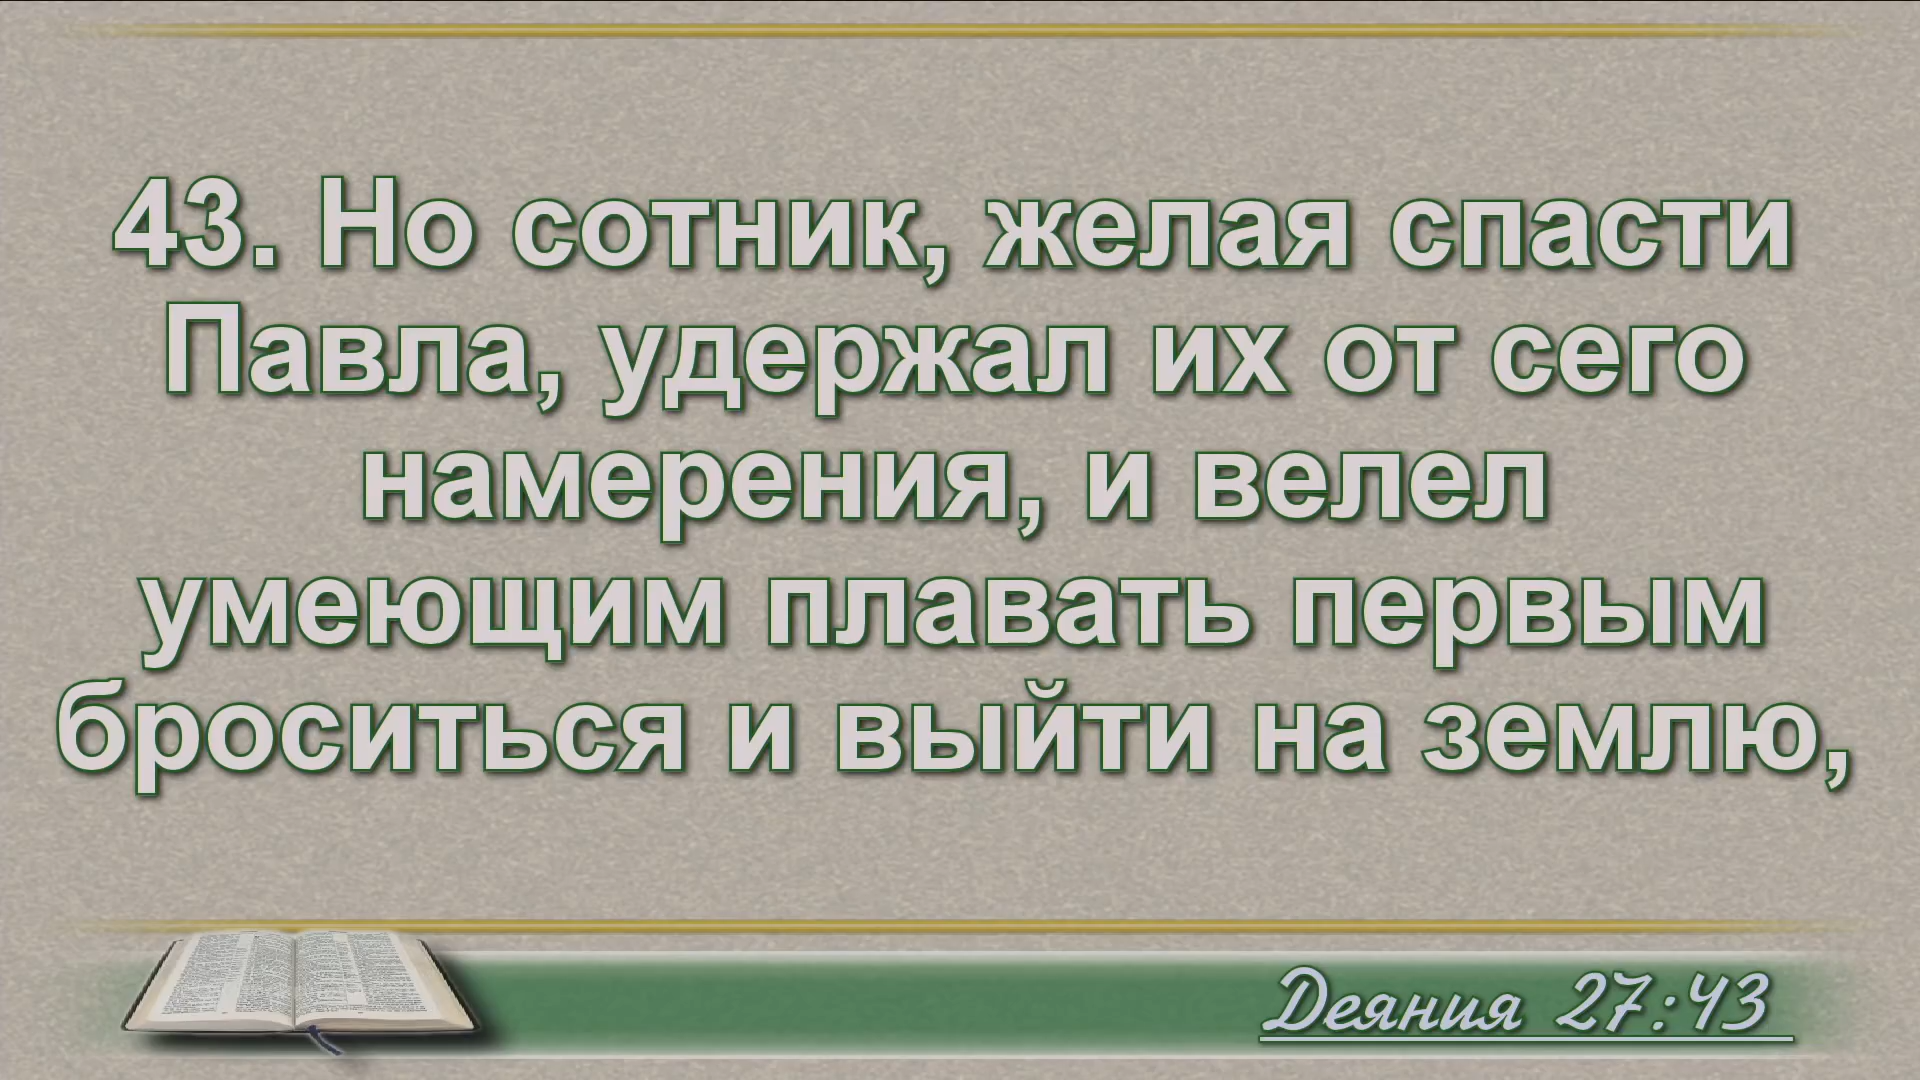 43. Но сотник, желая спасти
Павла, удержал их от сего
намерения, и велел
умеющим плавать первым
броситься и выйти на землю,
Деяния 27:43